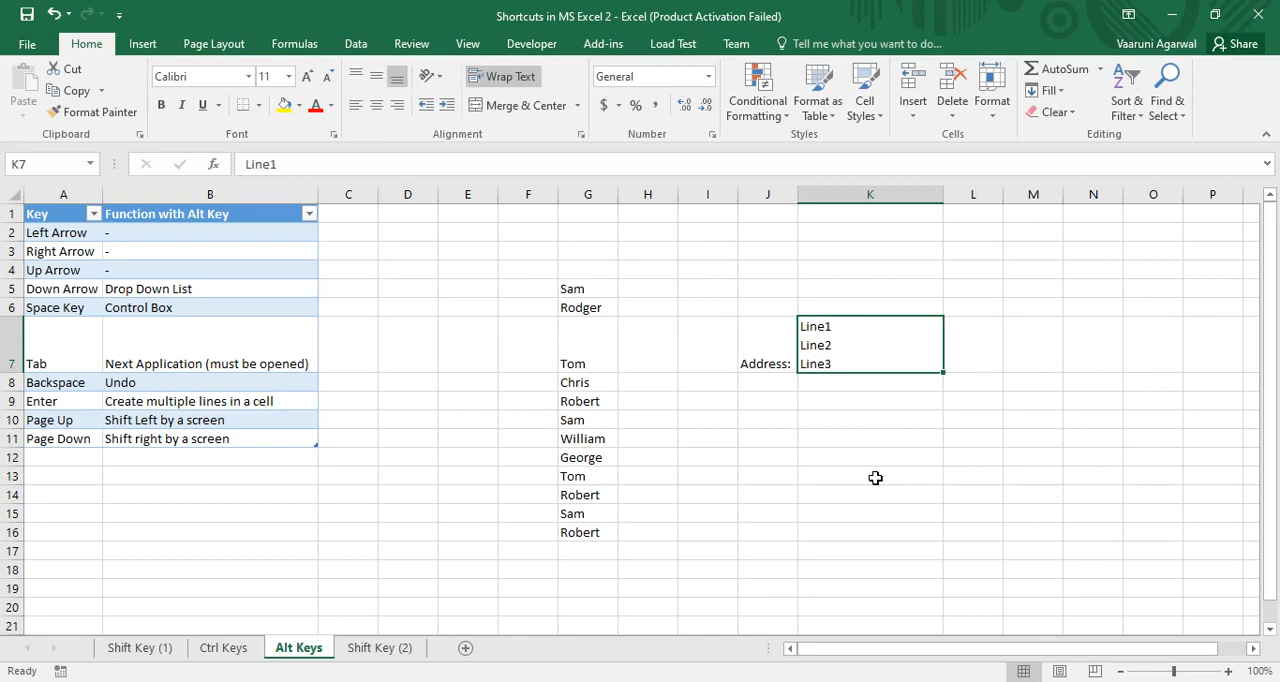 Shortcuts in MS Excel 2 - Excel (Product Activation Failed)
File Home Insert Page Layout Formulas Data Review View Developer Add-ins Load Test Team Tell me what you want to do... Vaaruni Agarwal Share
Paste
Cut
Copy
Format Painter
Clipboard
Calibri 11
B I U A
Font
Wrap Text
Merge & Center
Alignment
General
$ % ,
Number
Conditional Formatting
Format as Table
Cell Styles
Styles
Insert
Delete
Format
Cells
AutoSum
Fill
Clear
Sort & Filter
Find & Select
Editing
K7 fx Line1
A B C D E F G H I J K L M N O P
1 Key Function with Alt Key
2 Left Arrow -
3 Right Arrow -
4 Up Arrow -
5 Down Arrow Drop Down List Sam
6 Space Key Control Box Rodger
Line1
Line2
7 Tab Next Application (must be opened) Tom Address: Line3
8 Backspace Undo Chris
9 Enter Create multiple lines in a cell Robert
10 Page Up Shift Left by a screen Sam
11 Page Down Shift right by a screen William
12 George
13 Tom
14 Robert
15 Sam
16 Robert
17
18
19
20
21
Shift Key (1) Ctrl Keys Alt Keys Shift Key (2)
Ready 100%